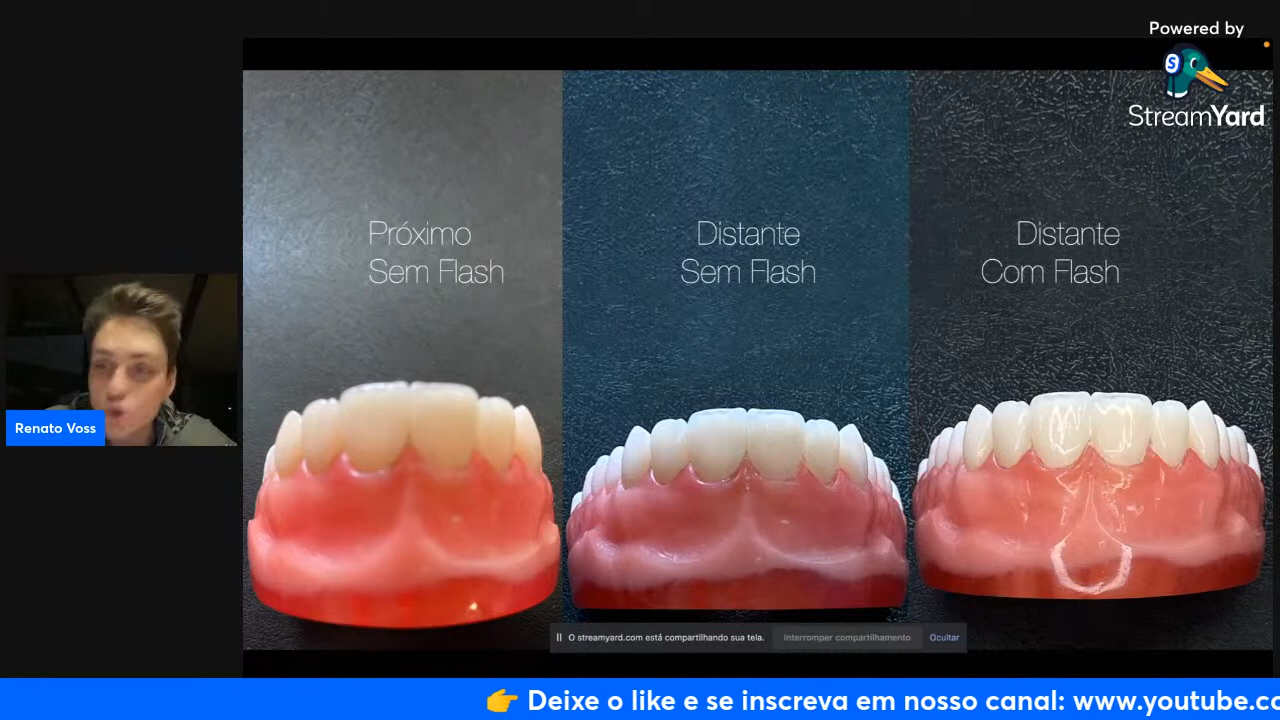 Powered by
StreamYard
Próximo
Sem Flash
Distante
Sem Flash
Distante
Com Flash
Renato Voss
O streamyard.com está compartilhando sua tela.
Interromper compartilhamento
Ocultar
👉 Deixe o like e se inscreva em nosso canal: www.youtube.co